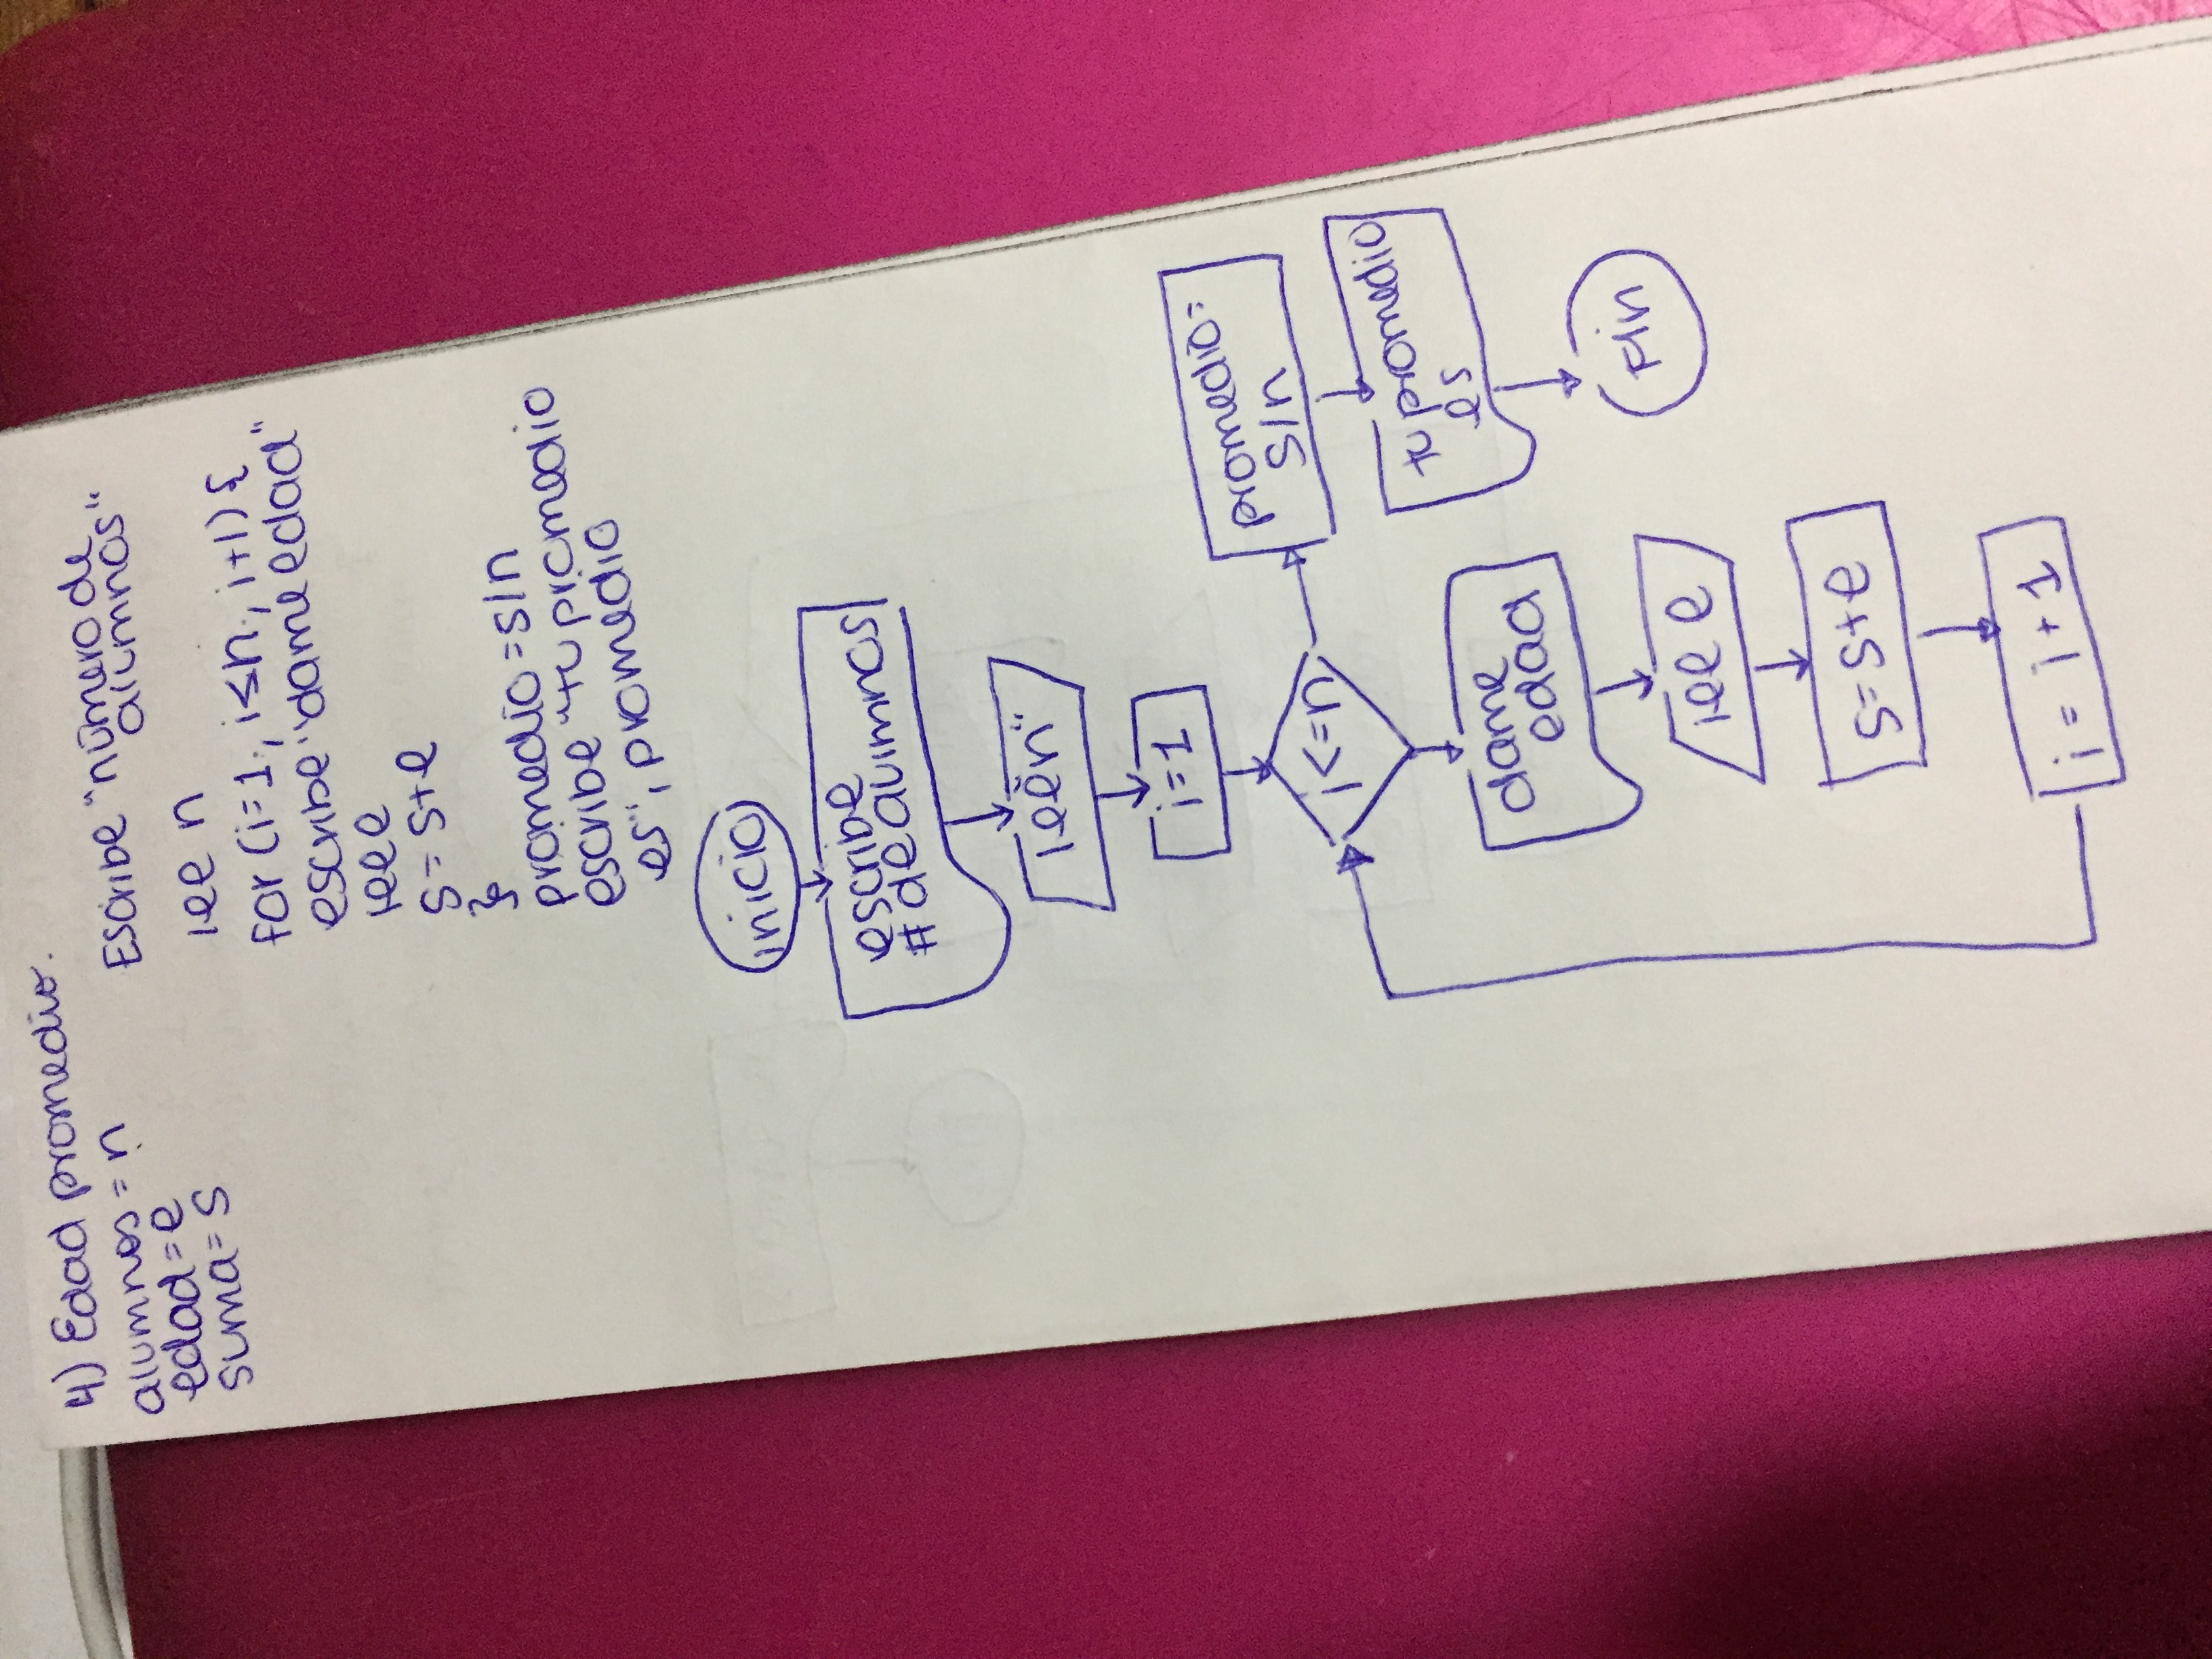 4) Edad promedio.
alumnos = n
edad = e
suma = s
Escribe "número de
alumnos"
lee n
for (i=1; i≤n; i+1) {
escribe "dame edad"
lee e
s = s+e
}
promedio = s/n
escribe "tu promedio
es", promedio
inicio
escribe
# de alumnos
lee "n"
i=1
i<=n
promedio=
s/n
tu promedio
es
Fin
dame
edad
lee e
s=s+e
i = i + 1